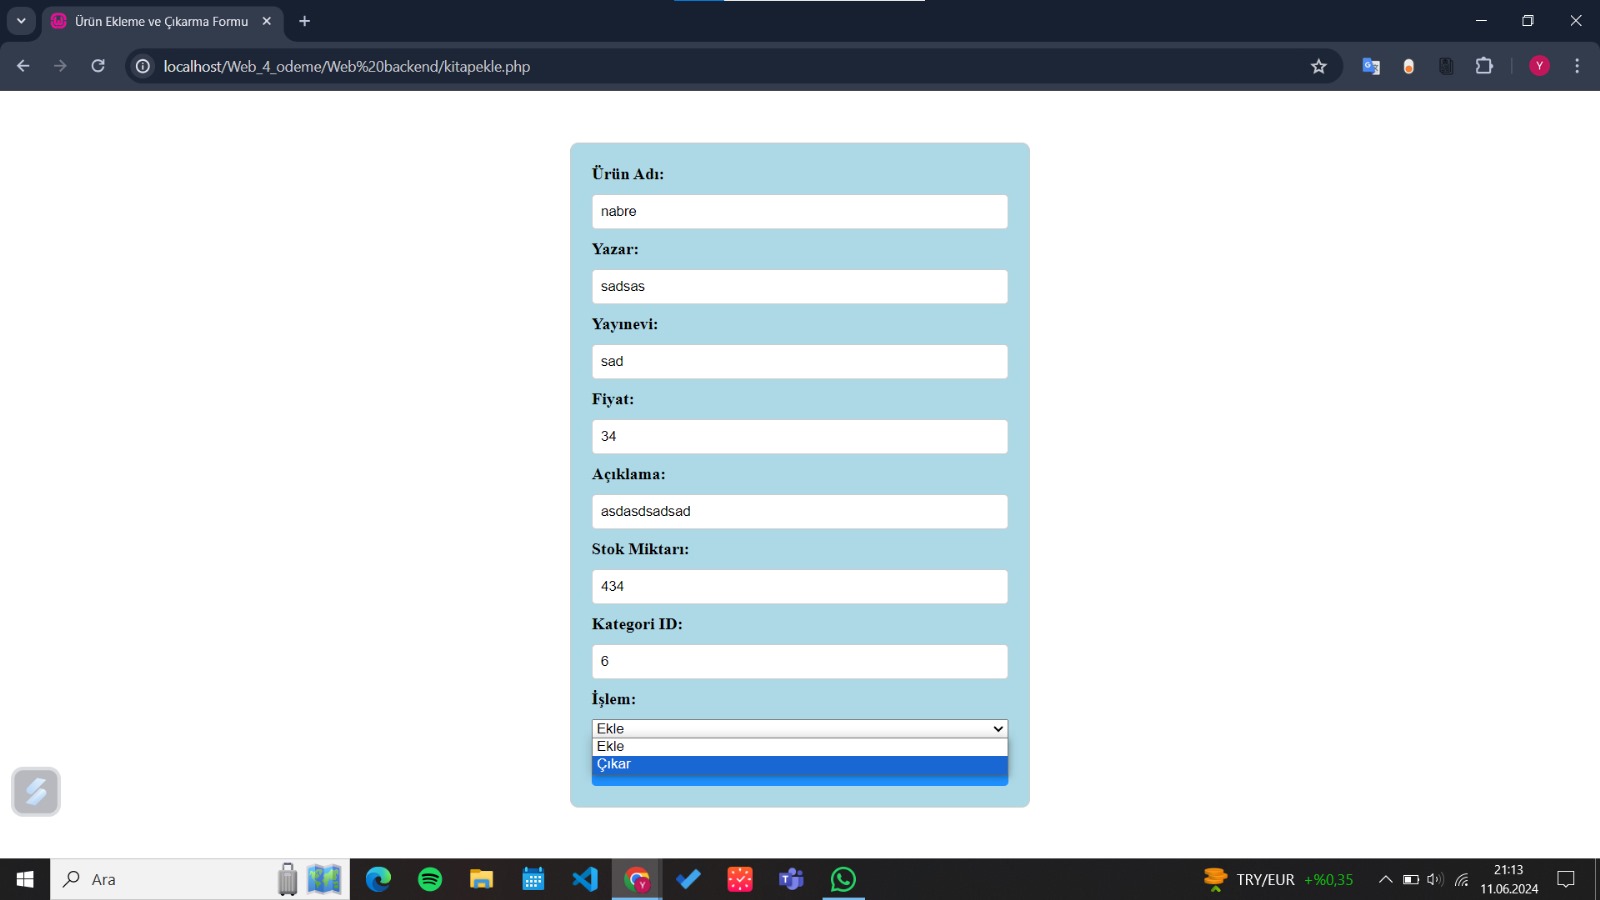 Ürün Ekleme ve Çıkarma Formu
localhost/Web_4_odeme/Web%20backend/kitapekle.php
Y
Ürün Adı:
nabre
Yazar:
sadsas
Yayınevi:
sad
Fiyat:
34
Açıklama:
asdasdsadsad
Stok Miktarı:
434
Kategori ID:
6
İşlem:
Ekle
Ekle
Çıkar
Ara
TRY/EUR +%0,35
21:13
11.06.2024